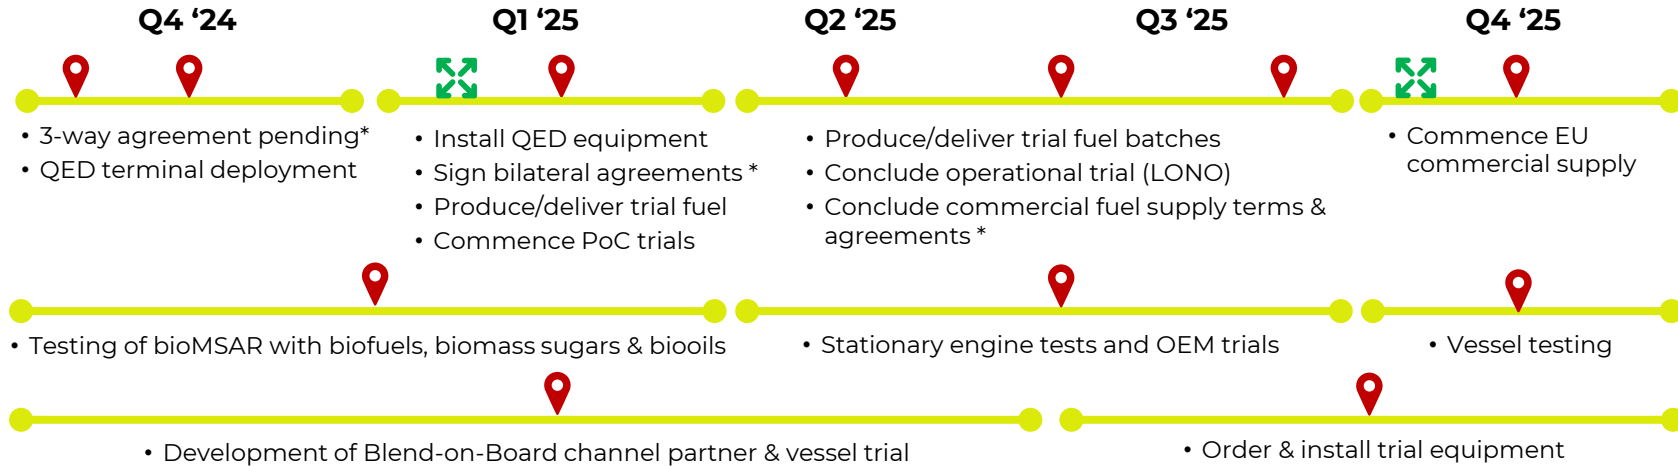 Q4 ‘24
Q1 ‘25
Q2 ‘25
Q3 ‘25
Q4 ‘25
• 3-way agreement pending*
• QED terminal deployment
• Install QED equipment
• Sign bilateral agreements *
• Produce/deliver trial fuel
• Commence PoC trials
• Produce/deliver trial fuel batches
• Conclude operational trial (LONO)
• Conclude commercial fuel supply terms &
agreements *
• Commence EU
commercial supply
• Testing of bioMSAR with biofuels, biomass sugars & biooils
• Stationary engine tests and OEM trials
• Vessel testing
• Development of Blend-on-Board channel partner & vessel trial
• Order & install trial equipment